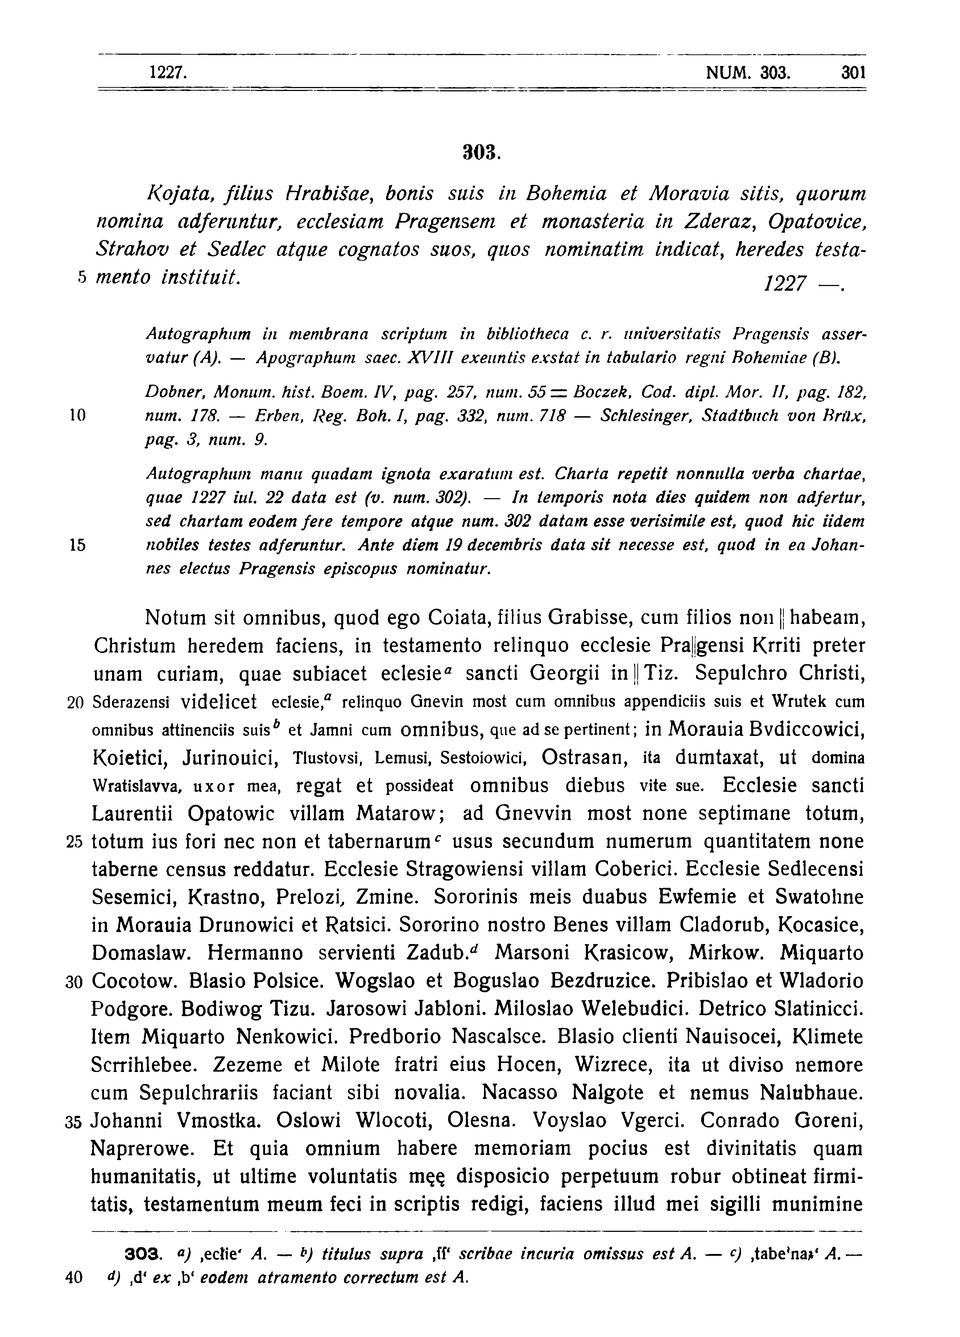 1227. NUM. 303. 301
303.
Kojata, filius Hrabišae, bonis suis in Bohemia et Moravia sitis, quorum
nomina adferuntur, ecclesiam Pragensem et monasteria in Zderaz, Opatovice,
Strahov et Sedlec atque cognatos suos, quos nominatim indicat, heredes testa-
5 mento instituit. 1227 —.
Autographum in membrana scriptum in bibliotheca c. r. universitatis Pragensis asser-
vatur (A). — Apographum saec. XVIII exeuntis exstat in tabulario regni Bohemiae (B).
Dobner, Monum. hist. Boem. IV, pag. 257, num. 55 = Boczek, Cod. dipl. Mor. II, pag. 182,
10 num. 178. — Erben, Reg. Boh. I, pag. 332, num. 718 — Schlesinger, Stadtbuch von Brüx,
pag. 3, num. 9.
Autographum manu quadam ignota exaratum est. Charta repetit nonnulla verba chartae,
quae 1227 iul. 22 data est (v. num. 302). — In temporis nota dies quidem non adfertur,
sed chartam eodem fere tempore atque num. 302 datam esse verisimile est, quod hic iidem
15 nobiles testes adferuntur. Ante diem 19 decembris data sit necesse est, quod in ea Johan-
nes electus Pragensis episcopus nominatur.
Notum sit omnibus, quod ego Coiata, filius Grabisse, cum filios non || habeam,
Christum heredem faciens, in testamento relinquo ecclesie Pra||gensi Krriti preter
unam curiam, quae subiacet eclesie a sancti Georgii in || Tiz. Sepulchro Christi,
20 Sderazensi videlicet eclesie, a relinquo Gnevin most cum omnibus appendiciis suis et Wrutek cum
omnibus attinenciis suis b et Jamni cum omnibus, que ad se pertinent; in Morauia Bvdiccowici,
Koietici, Jurinouici, Tlustovsi, Lemusi, Sestoiowici, Ostrasan, ita dumtaxat, ut domina
Wratislavva, uxor mea, regat et possideat omnibus diebus vite sue. Ecclesie sancti
Laurentii Opatowic villam Matarow; ad Gnevvin most none septimane totum,
25 totum ius fori nec non et tabernarum c usus secundum numerum quantitatem none
taberne census reddatur. Ecclesie Stragowiensi villam Coberici. Ecclesie Sedlecensi
Sesemici, Krastno, Prelozi, Zmine. Sororinis meis duabus Ewfemie et Swatohne
in Morauia Drunowici et Ratsici. Sororino nostro Benes villam Cladorub, Kocasice,
Domaslaw. Hermanno servienti Zadub. d Marsoni Krasicow, Mirkow. Miquarto
30 Cocotow. Blasio Polsice. Wogslao et Boguslao Bezdruzice. Pribislao et Wladorio
Podgore. Bodiwog Tizu. Jarosowi Jabloni. Miloslao Welebudici. Detrico Slatinicci.
Item Miquarto Nenkowici. Predborio Nascalsce. Blasio clienti Nauisocei, Klimete
Scrrihlebee. Zezeme et Milote fratri eius Hocen, Wizrece, ita ut diviso nemore
cum Sepulchrariis faciant sibi novalia. Nacasso Nalgote et nemus Nalubhaue.
35 Johanni Vmostka. Oslowi Wlocoti, Olesna. Voyslao Vgerci. Conrado Goreni,
Naprerowe. Et quia omnium habere memoriam pocius est divinitatis quam
humanitatis, ut ultime voluntatis męę disposicio perpetuum robur obtineat firmi-
tatis, testamentum meum feci in scriptis redigi, faciens illud mei sigilli munimine
303. a) ‚ecłie‘ A. — b) titulus supra ‚ſſ‘ scribae incuria omissus est A. — c) A. —
40 d) ‚d‘ ex ‚b‘ eodem atramento correctum est A.